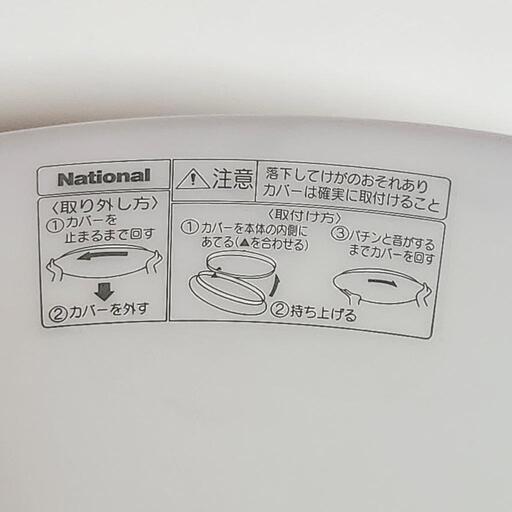 National
⚠注意
落下してけがのおそれあり
カバーは確実に取付けること
〈取り外し方〉
①カバーを
止まるまで回す
②カバーを外す
〈取付け方〉
①カバーを本体の内側に
あてる(▲を合わせる)
②持ち上げる
③パチンと音がする
までカバーを回す